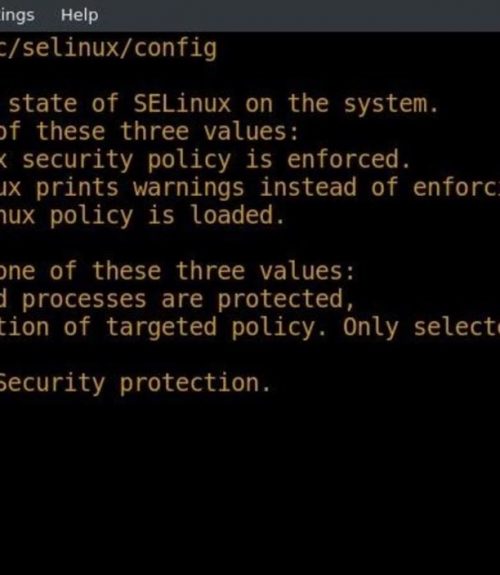 ings Help
c/selinux/config
state of SELinux on the system.
of these three values:
x security policy is enforced.
ux prints warnings instead of enforc
nux policy is loaded.
one of these three values:
d processes are protected,
tion of targeted policy. Only select
Security protection.